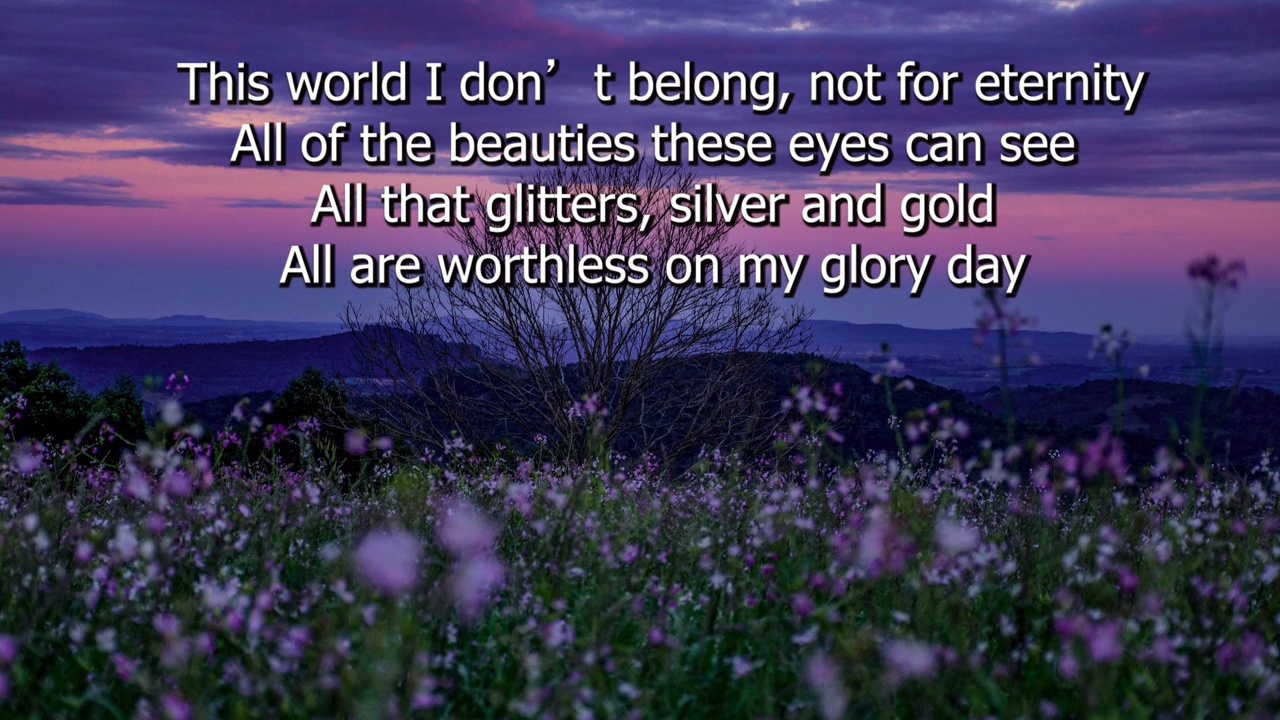 This world I don’t belong, not for eternity
All of the beauties these eyes can see
All that glitters, silver and gold
All are worthless on my glory day